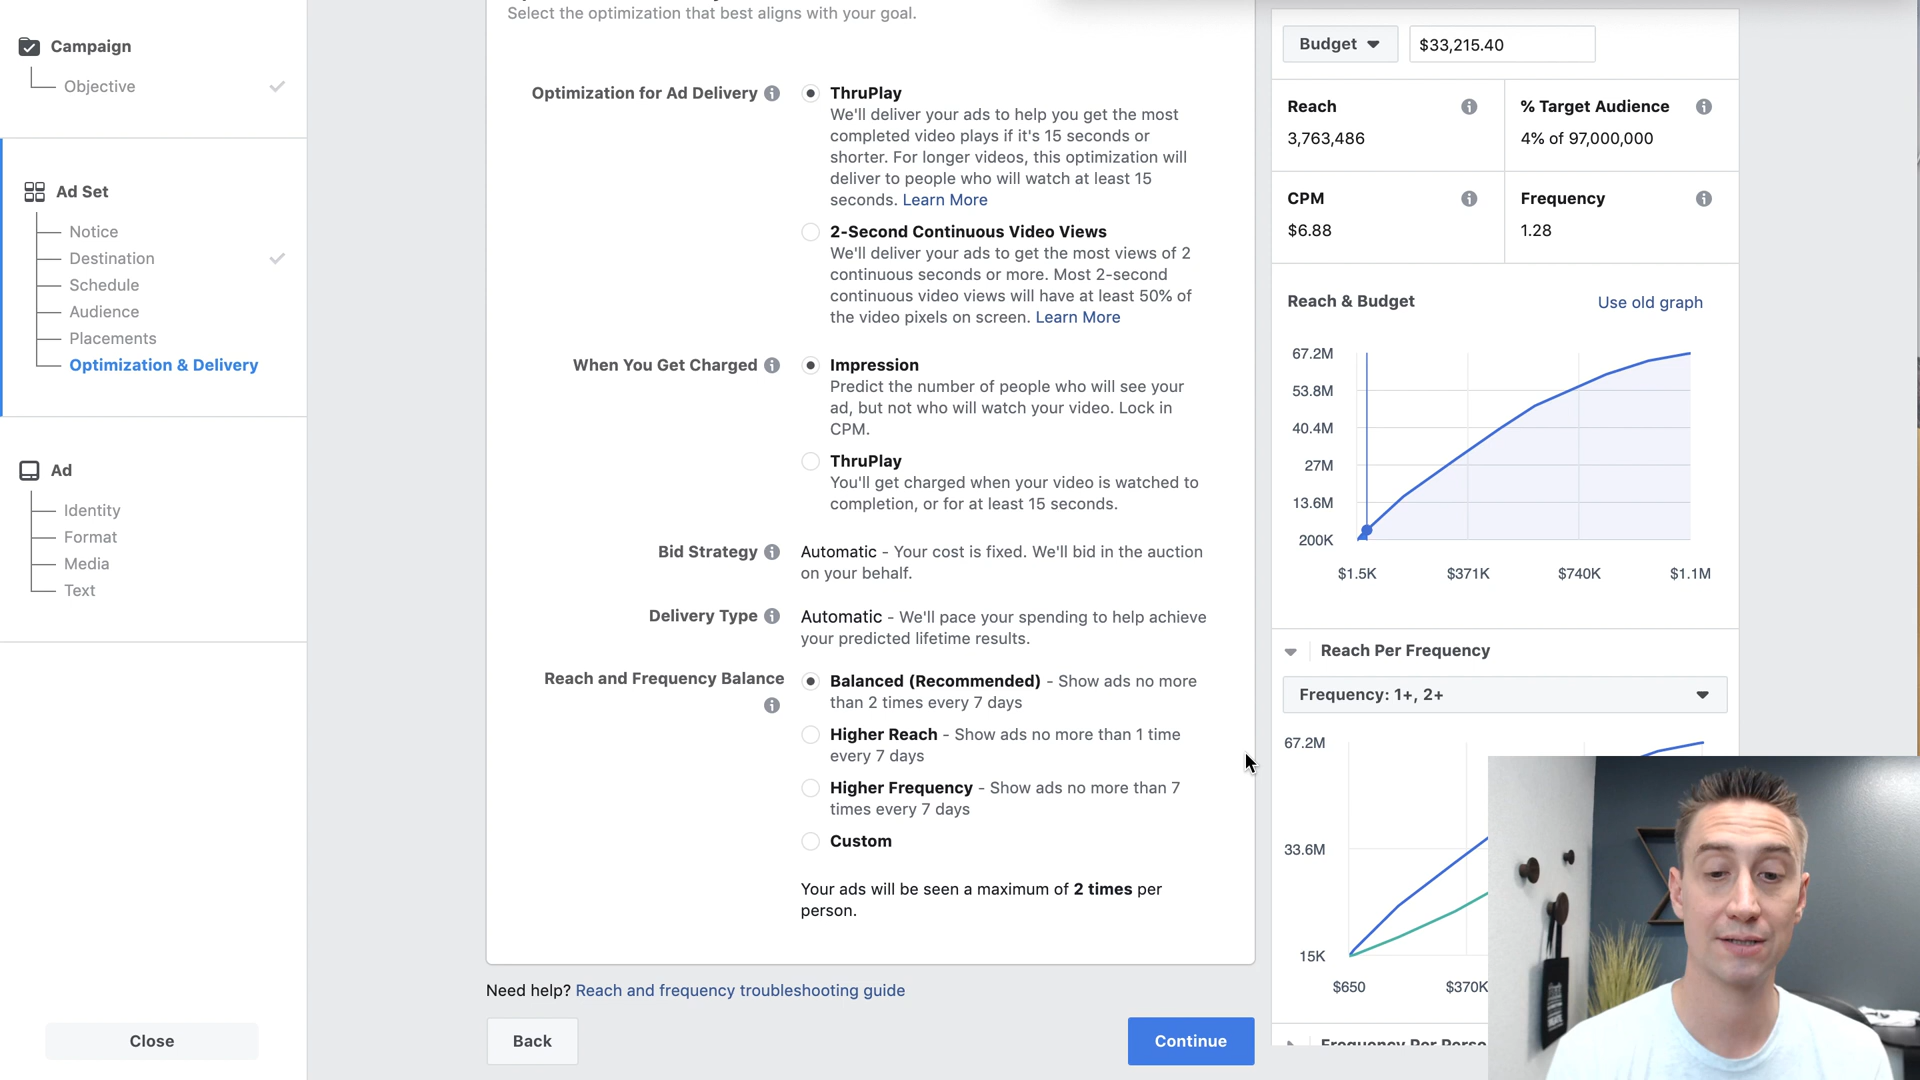 Campaign
Objective
Ad Set
Notice
Destination
Schedule
Audience
Placements
Optimization & Delivery
Ad
Identity
Format
Media
Text
Close
Select the optimization that best aligns with your goal.
Optimization for Ad Delivery
ThruPlay
We'll deliver your ads to help you get the most
completed video plays if it's 15 seconds or
shorter. For longer videos, this optimization will
deliver to people who will watch at least 15
seconds. Learn More
2-Second Continuous Video Views
We'll deliver your ads to get the most views of 2
continuous seconds or more. Most 2-second
continuous video views will have at least 50% of
the video pixels on screen. Learn More
When You Get Charged
Impression
Predict the number of people who will see your
ad, but not who will watch your video. Lock in
CPM.
ThruPlay
You'll get charged when your video is watched to
completion, or for at least 15 seconds.
Bid Strategy
Automatic - Your cost is fixed. We'll bid in the auction
on your behalf.
Delivery Type
Automatic - We'll pace your spending to help achieve
your predicted lifetime results.
Reach and Frequency Balance
Balanced (Recommended) - Show ads no more
than 2 times every 7 days
Higher Reach - Show ads no more than 1 time
every 7 days
Higher Frequency - Show ads no more than 7
times every 7 days
Custom
Your ads will be seen a maximum of 2 times per
person.
Need help? Reach and frequency troubleshooting guide
Back
Continue
Budget
$33,215.40
Reach
3,763,486
% Target Audience
4% of 97,000,000
CPM
$6.88
Frequency
1.28
Reach & Budget
Use old graph
67.2M
53.8M
40.4M
27M
13.6M
200K
$1.5K
$371K
$740K
$1.1M
Reach Per Frequency
Frequency: 1+, 2+
67.2M
33.6M
15K
$650
$370K
Frequency Per Perso